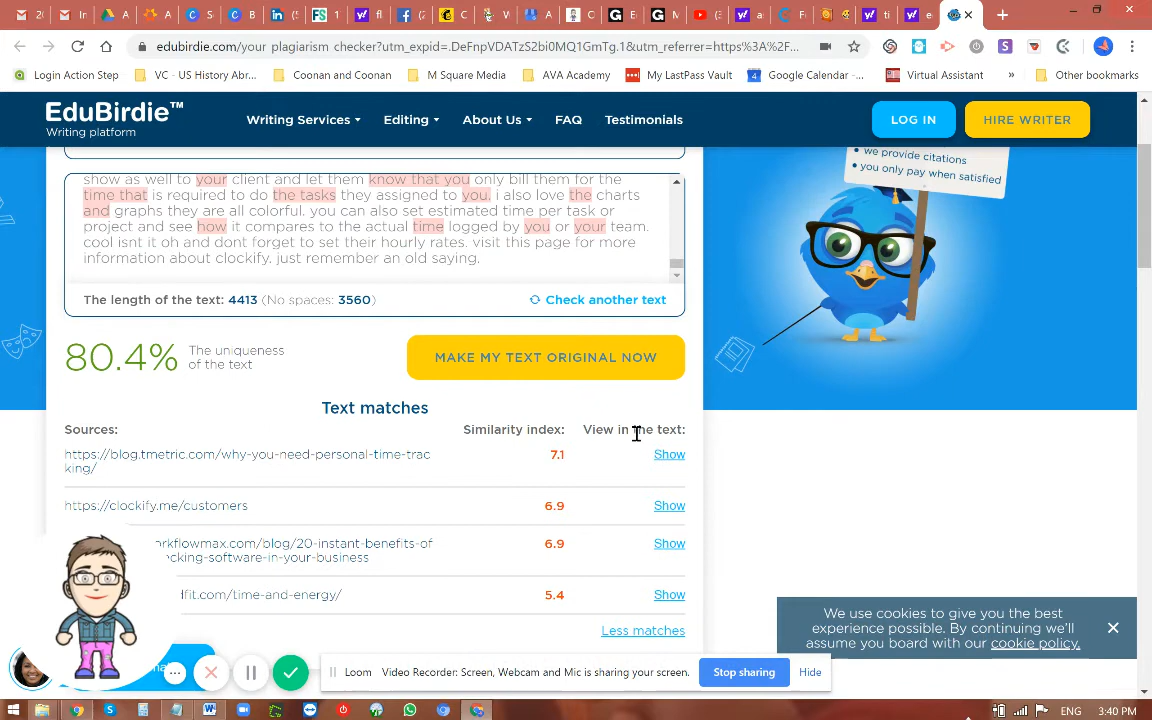 edubirdie.com/your plagiarism checker?utm_expid=.DeFnpVDATzS2bi0MQ1GmTg.1&utm_referrer=https%3A%2F...
Login Action Step
VC - US History Abr...
Coonan and Coonan
M Square Media
AVA Academy
My LastPass Vault
Google Calendar -...
Virtual Assistant
»
Other bookmarks
EduBirdie™
Writing platform
Writing Services
Editing
About Us
FAQ
Testimonials
LOG IN
HIRE WRITER
we provide citations
you only pay when satisfied
show as well to your client and let them know that you only bill them for the
time that is required to do the tasks they assigned to you. i also love the charts
and graphs they are all colorful. you can also set estimated time per task or
project and see how it compares to the actual time logged by you or your team.
cool isnt it oh and dont forget to set their hourly rates. visit this page for more
information about clockify. just remember an old saying.
The length of the text: 4413 (No spaces: 3560)
Check another text
80.4%
The uniqueness
of the text
MAKE MY TEXT ORIGINAL NOW
Text matches
Sources:
Similarity index:
View in the text:
https://blog.tmetric.com/why-you-need-personal-time-trac
king/
7.1
Show
https://clockify.me/customers
6.9
Show
rkflowmax.com/blog/20-instant-benefits-of
cking-software-in-your-business
6.9
Show
fit.com/time-and-energy/
5.4
Show
Less matches
We use cookies to give you the best
experience possible. By continuing we'll
assume you board with our cookie policy.
Loom
Video Recorder: Screen, Webcam and Mic is sharing your screen.
Stop sharing
Hide
ENG
3:40 PM